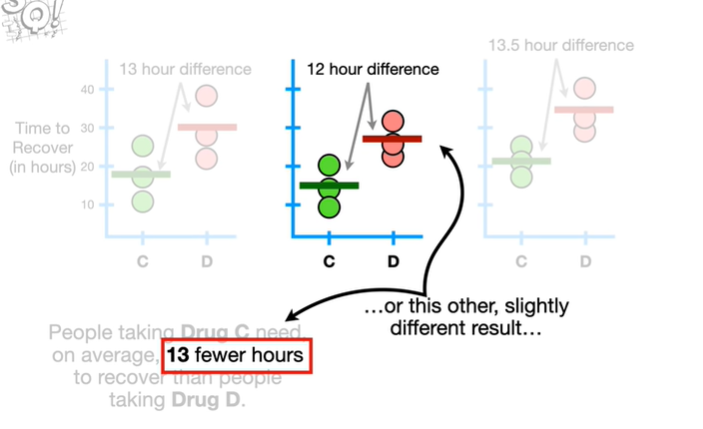 SQ!
13 hour difference
12 hour difference
13.5 hour difference
Time to
Recover
(in hours)
40
30
20
10
C
D
C
D
C
D
…or this other, slightly
different result…
People taking Drug C need,
on average, 13 fewer hours
to recover than people
taking Drug D.